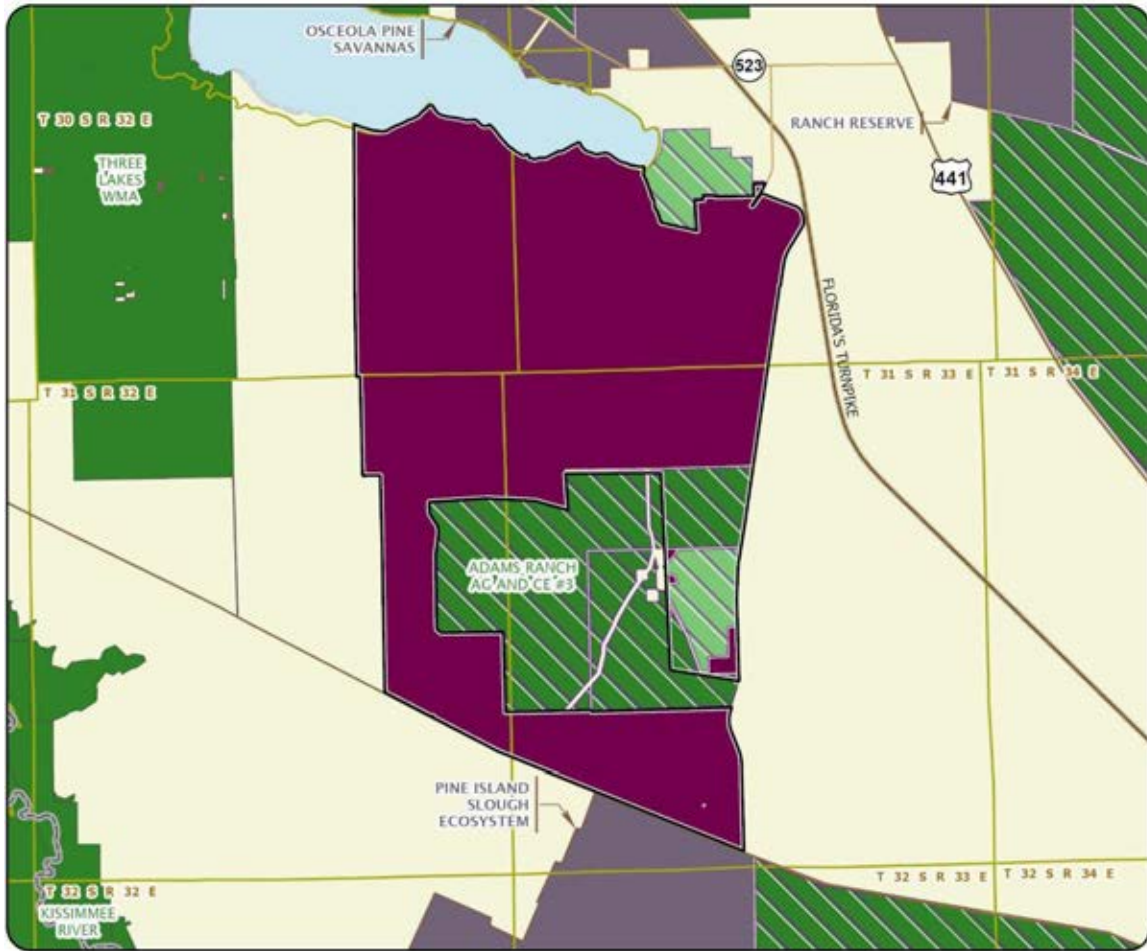 OSCEOLA PINE
SAVANNAS
523
T 30 S R 32 E
RANCH RESERVE
THREE
LAKES
WMA
441
FLORIDA'S TURNPIKE
T 31 S R 32 E
T 31 S R 33 E
T 31 S R 34 E
ADAMS RANCH
AG AND CE #3
PINE ISLAND
SLOUGH
ECOSYSTEM
T 32 S R 32 E
T 32 S R 33 E
T 32 S R 34 E
KISSIMMEE
RIVER